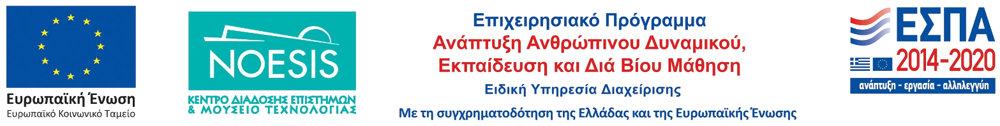 Ευρωπαϊκή Ένωση
Ευρωπαϊκό Κοινωνικό Ταμείο
NOESIS
ΚΕΝΤΡΟ ΔΙΑΔΟΣΗΣ ΕΠΙΣΤΗΜΩΝ
& ΜΟΥΣΕΙΟ ΤΕΧΝΟΛΟΓΙΑΣ
Επιχειρησιακό Πρόγραμμα
Ανάπτυξη Ανθρώπινου Δυναμικού,
Εκπαίδευση και Διά Βίου Μάθηση
Ειδική Υπηρεσία Διαχείρισης
Με τη συγχρηματοδότηση της Ελλάδας και της Ευρωπαϊκής Ένωσης
ΕΣΠΑ
2014-2020
ανάπτυξη - εργασία - αλληλεγγύη